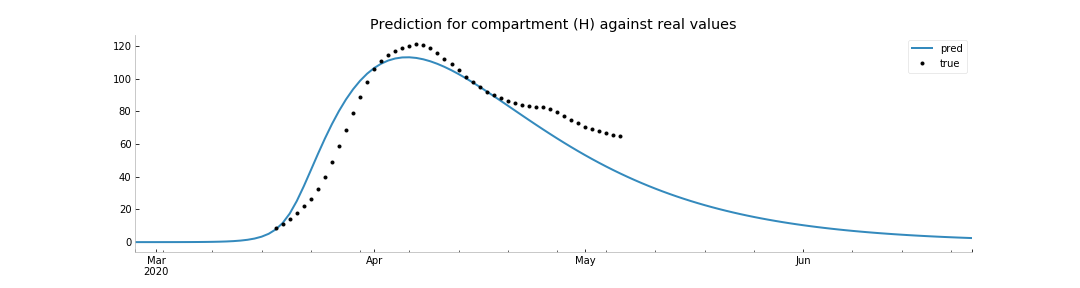 Prediction for compartment (H) against real values
120
100
80
60
40
20
0
pred
true
Mar
2020
Apr
May
Jun